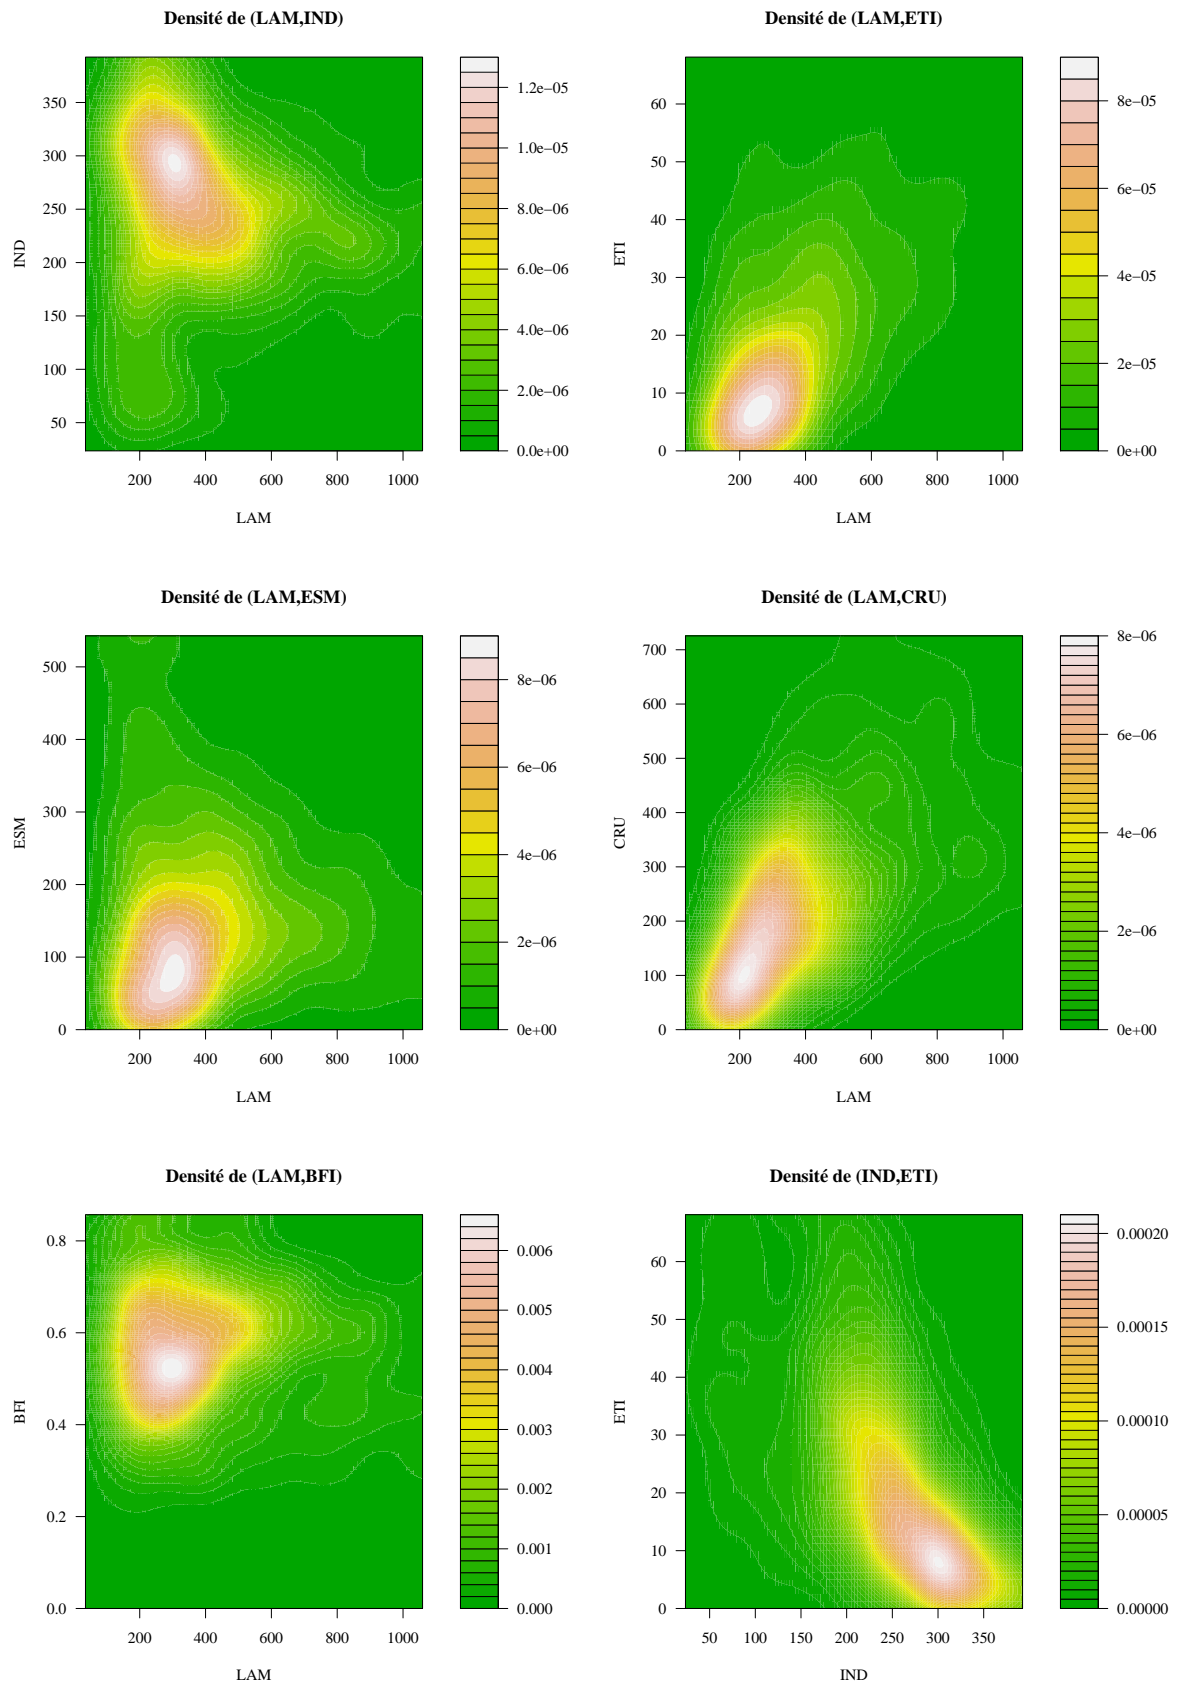 Densité de (LAM,IND)
350
300
250
200
150
100
50
IND
200 400 600 800 1000
LAM
1.2e−05
1.0e−05
8.0e−06
6.0e−06
4.0e−06
2.0e−06
0.0e+00
Densité de (LAM,ETI)
60
50
40
30
20
10
0
ETI
200 400 600 800 1000
LAM
8e−05
6e−05
4e−05
2e−05
0e+00
Densité de (LAM,ESM)
500
400
300
200
100
0
ESM
200 400 600 800 1000
LAM
8e−06
6e−06
4e−06
2e−06
0e+00
Densité de (LAM,CRU)
700
600
500
400
300
200
100
0
CRU
200 400 600 800 1000
LAM
8e−06
6e−06
4e−06
2e−06
0e+00
Densité de (LAM,BFI)
0.8
0.6
0.4
0.2
0.0
BFI
200 400 600 800 1000
LAM
0.006
0.005
0.004
0.003
0.002
0.001
0.000
Densité de (IND,ETI)
60
50
40
30
20
10
0
ETI
50 100 150 200 250 300 350
IND
0.00020
0.00015
0.00010
0.00005
0.00000